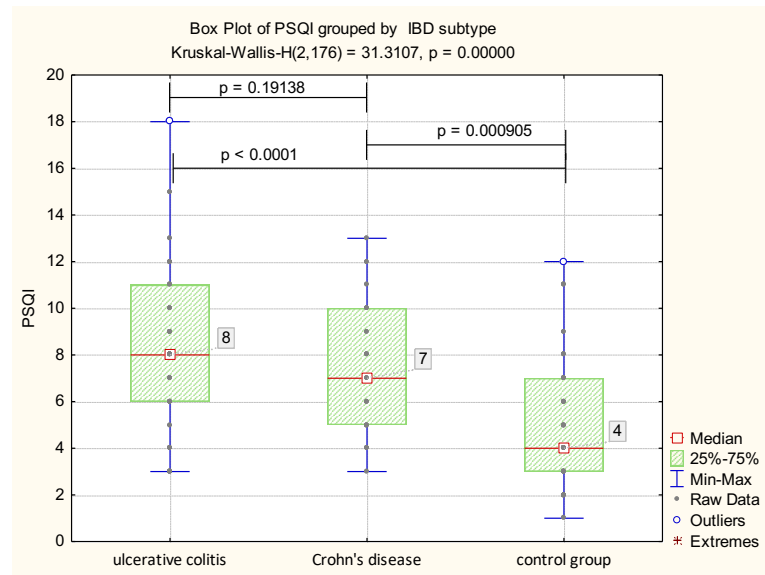 Box Plot of PSQI grouped by IBD subtype
Kruskal-Wallis-H(2,176) = 31.3107, p = 0.00000
20
18
16
14
12
10
8
6
4
2
0
PSQI
p = 0.19138
p = 0.000905
p < 0.0001
8
7
4
ulcerative colitis
Crohn's disease
control group
Median
25%-75%
Min-Max
Raw Data
Outliers
Extremes